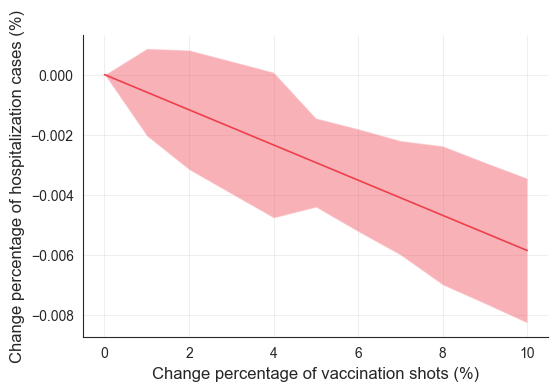 Change percentage of hospitalization cases (%)
0.000
−0.002
−0.004
−0.006
−0.008
0 2 4 6 8 10
Change percentage of vaccination shots (%)